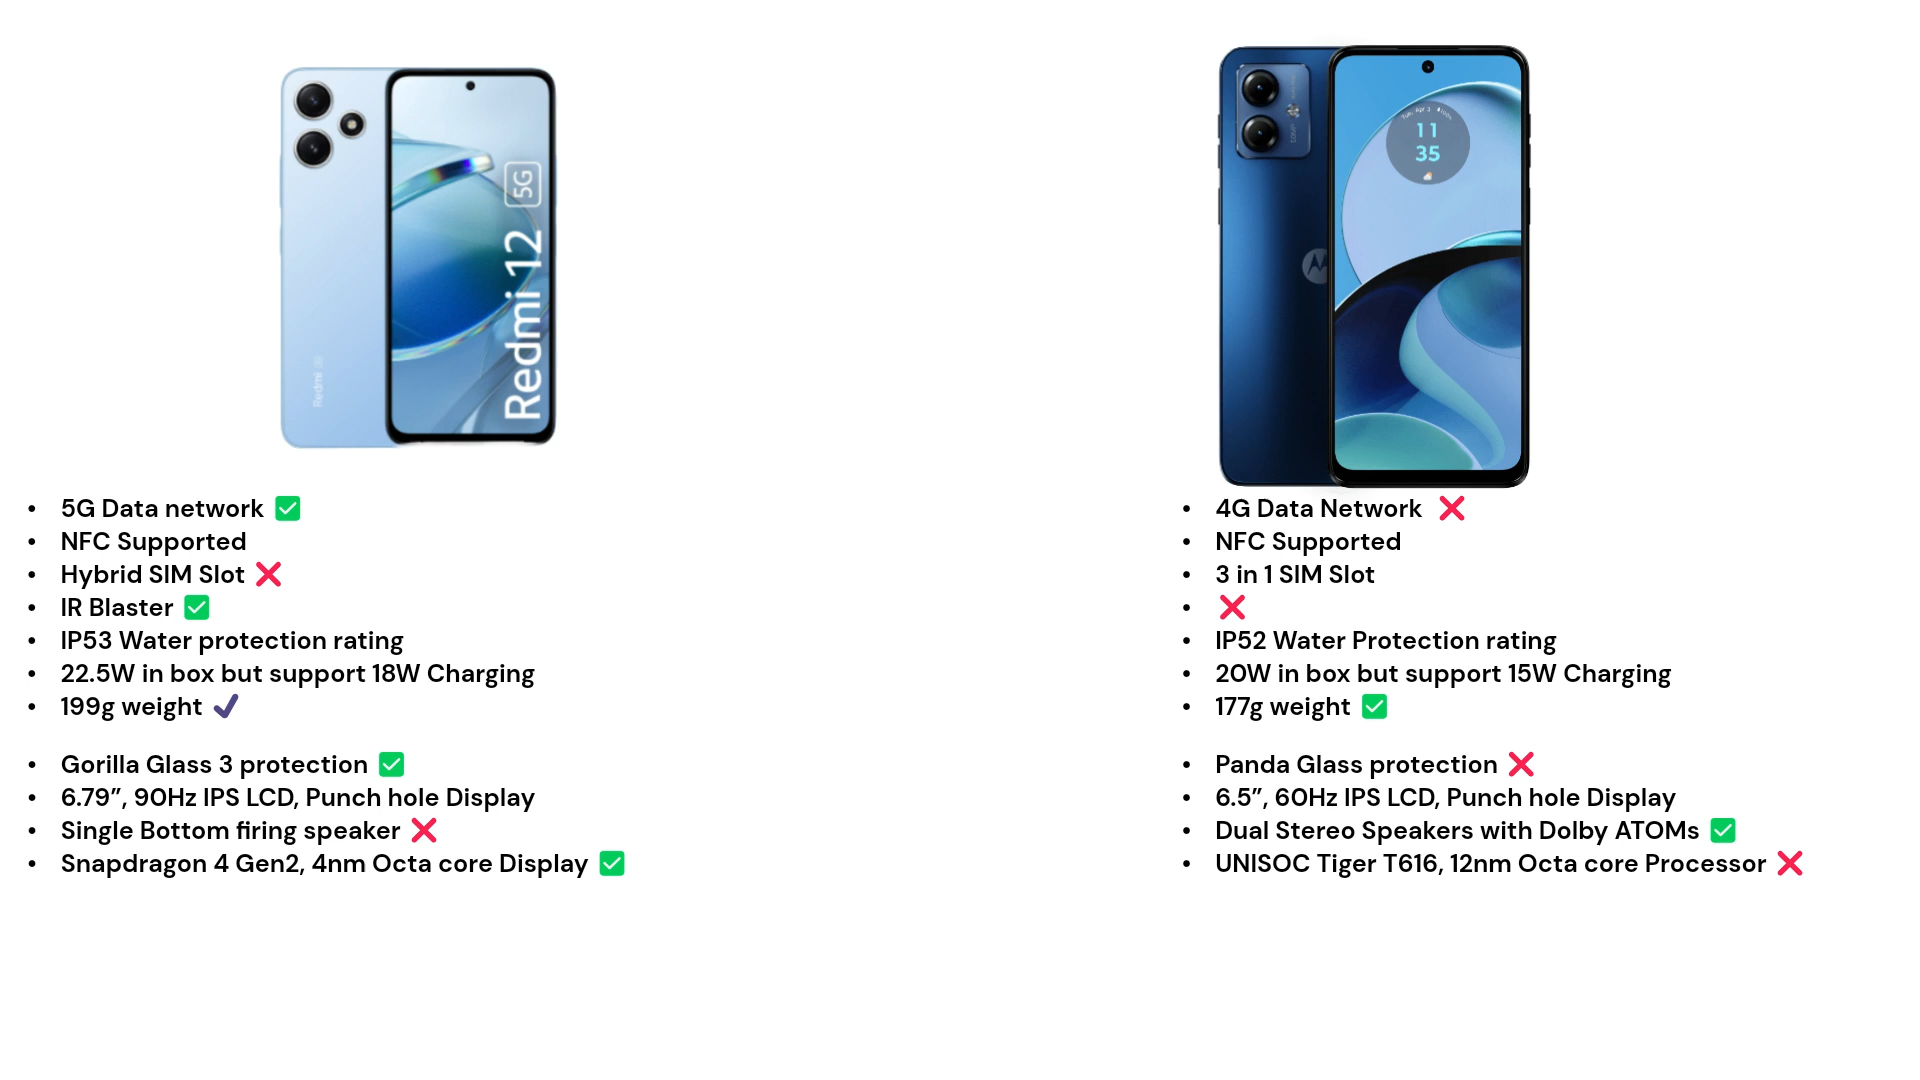 5G
Redmi 12
Redmi
11
35
• 5G Data network ✅
• NFC Supported
• Hybrid SIM Slot ❌
• IR Blaster ✅
• IP53 Water protection rating
• 22.5W in box but support 18W Charging
• 199g weight ✔
• Gorilla Glass 3 protection ✅
• 6.79”, 90Hz IPS LCD, Punch hole Display
• Single Bottom firing speaker ❌
• Snapdragon 4 Gen2, 4nm Octa core Display ✅
• 4G Data Network ❌
• NFC Supported
• 3 in 1 SIM Slot
• ❌
• IP52 Water Protection rating
• 20W in box but support 15W Charging
• 177g weight ✅
• Panda Glass protection ❌
• 6.5”, 60Hz IPS LCD, Punch hole Display
• Dual Stereo Speakers with Dolby ATOMs ✅
• UNISOC Tiger T616, 12nm Octa core Processor ❌